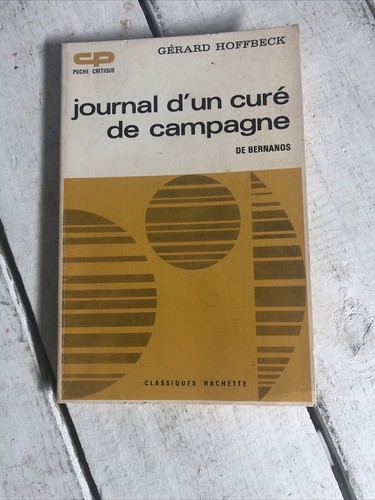 cp
POCHE CRITIQUE
GÉRARD HOFFBECK
journal d'un curé
de campagne
DE BERNANOS
CLASSIQUES HACHETTE